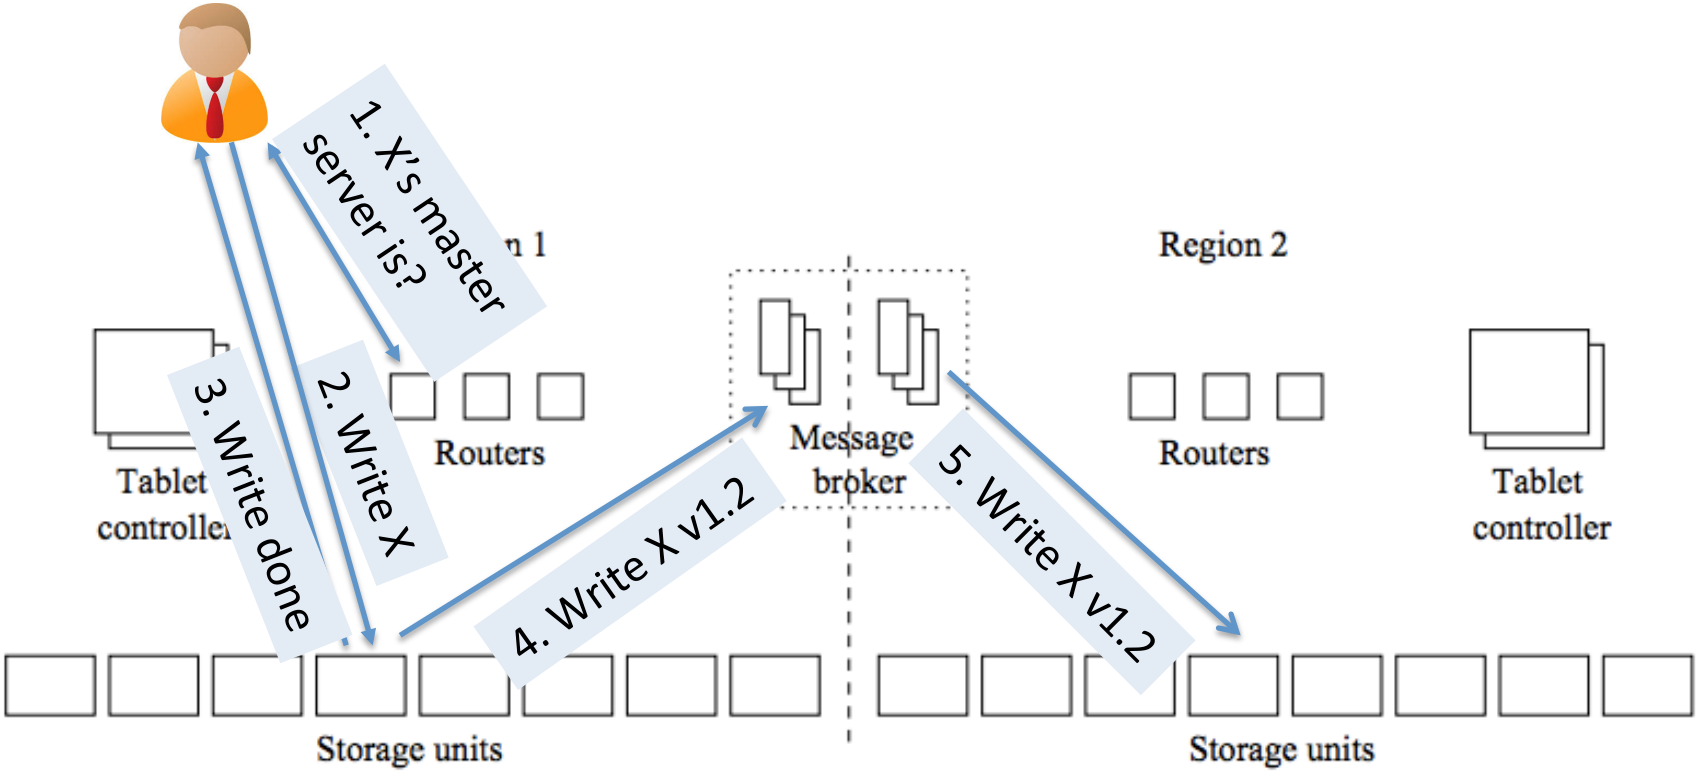 1. X's master
server is?
n 1
Region 2
3. Write done
2. Write X
Routers
Tablet
controller
Message
broker
4. Write X v1.2
5. Write X v1.2
Routers
Tablet
controller
Storage units
Storage units